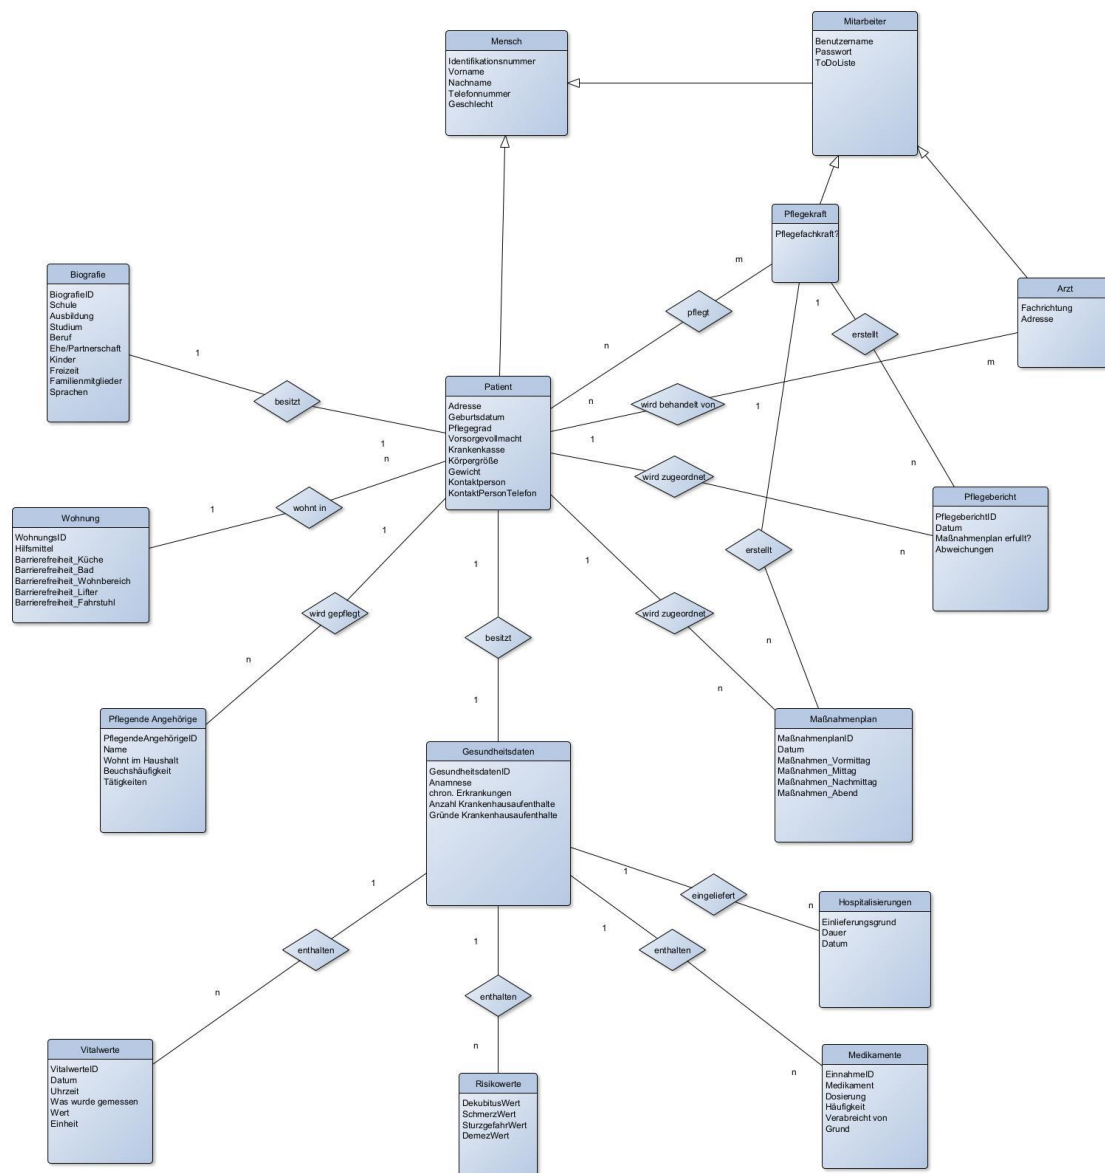 Mitarbeiter
Benutzername
Passwort
ToDoListe
Mensch
Identifikationsnummer
Vorname
Nachname
Telefonnummer
Geschlecht
Pflegekraft
Pflegefachkraft?
Arzt
Fachrichtung
Adresse
Biografie
BiografieID
Schule
Ausbildung
Studium
Beruf
Ehe/Partnerschaft
Kinder
Freizeit
Familienmitglieder
Sprachen
m
pflegt
n
1
erstellt
n
1
besitzt
1
Patient
Adresse
Geburtsdatum
Pflegegrad
Vorsorgevollmacht
Krankenkasse
Körpergröße
Gewicht
Kontaktperson
KontaktPersonTelefon
n
wird behandelt von
m
1
wird zugeordnet
n
1
erstellt
n
n
wohnt in
1
Wohnung
WohnungsID
Hilfsmittel
Barrierefreiheit_Küche
Barrierefreiheit_Bad
Barrierefreiheit_Wohnbereich
Barrierefreiheit_Lifter
Barrierefreiheit_Fahrstuhl
Pflegebericht
PflegeberichtID
Datum
Maßnahmenplan erfullt?
Abweichungen
1
wird gepflegt
n
1
besitzt
1
1
wird zugeordnet
n
Pflegende Angehörige
PflegendeAngehörigeID
Name
Wohnt im Haushalt
Beuchshäufigkeit
Tätigkeiten
Maßnahmenplan
MaßnahmenplanID
Datum
Maßnahmen_Vormittag
Maßnahmen_Mittag
Maßnahmen_Nachmittag
Maßnahmen_Abend
Gesundheitsdaten
GesundheitsdatenID
Anamnese
chron. Erkrankungen
Anzahl Krankenhausaufenthalte
Gründe Krankenhausaufenthalte
1
eingeliefert
n
Hospitalisierungen
Einlieferungsgrund
Dauer
Datum
1
enthalten
n
1
enthalten
n
1
enthalten
n
Vitalwerte
VitalwerteID
Datum
Uhrzeit
Was wurde gemessen
Wert
Einheit
Risikowerte
DekubitusWert
SchmerzWert
SturzgefahrWert
DemezWert
Medikamente
EinnahmeID
Medikament
Dosierung
Häufigkeit
Verabreicht von
Grund